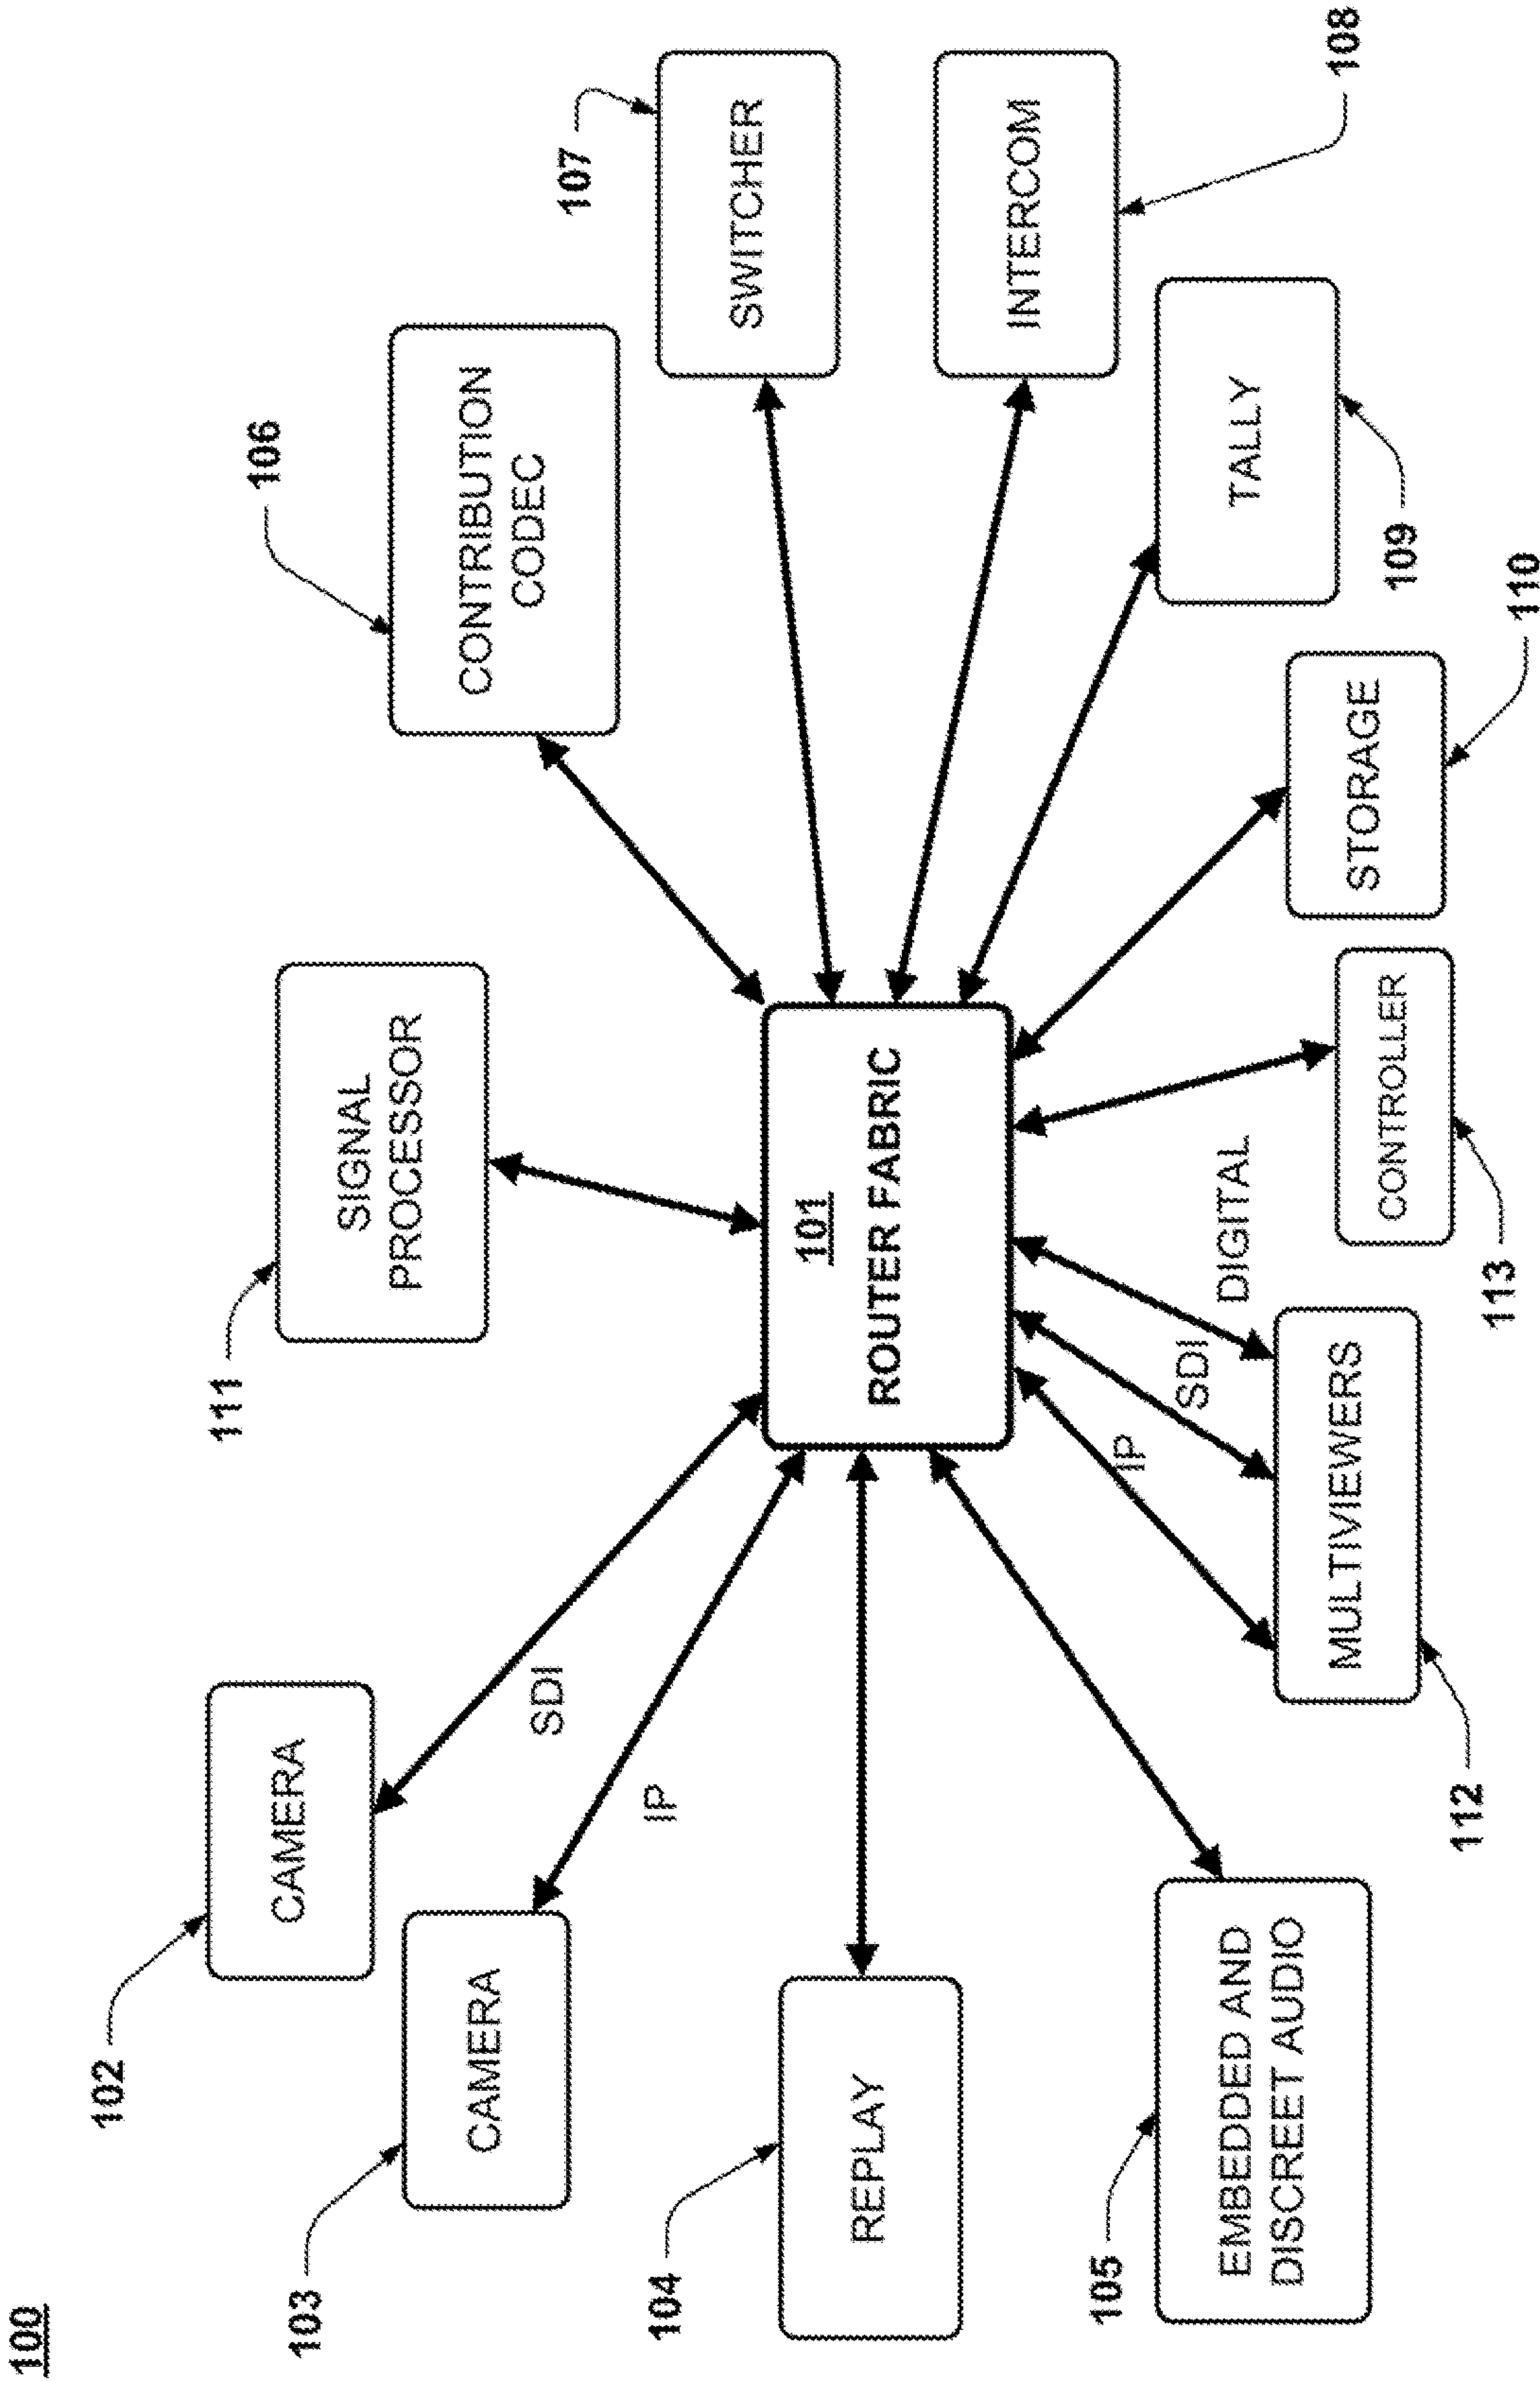 100
102
CAMERA
103
CAMERA
104
REPLAY
105
EMBEDDED AND
DISCREET AUDIO
SDI
IP
111
SIGNAL
PROCESSOR
101
ROUTER FABRIC
106
CONTRIBUTION
CODEC
107
SWITCHER
INTERCOM
108
TALLY
109
STORAGE
110
CONTROLLER
113
DIGITAL
SDI
IP
MULTIVIEWERS
112